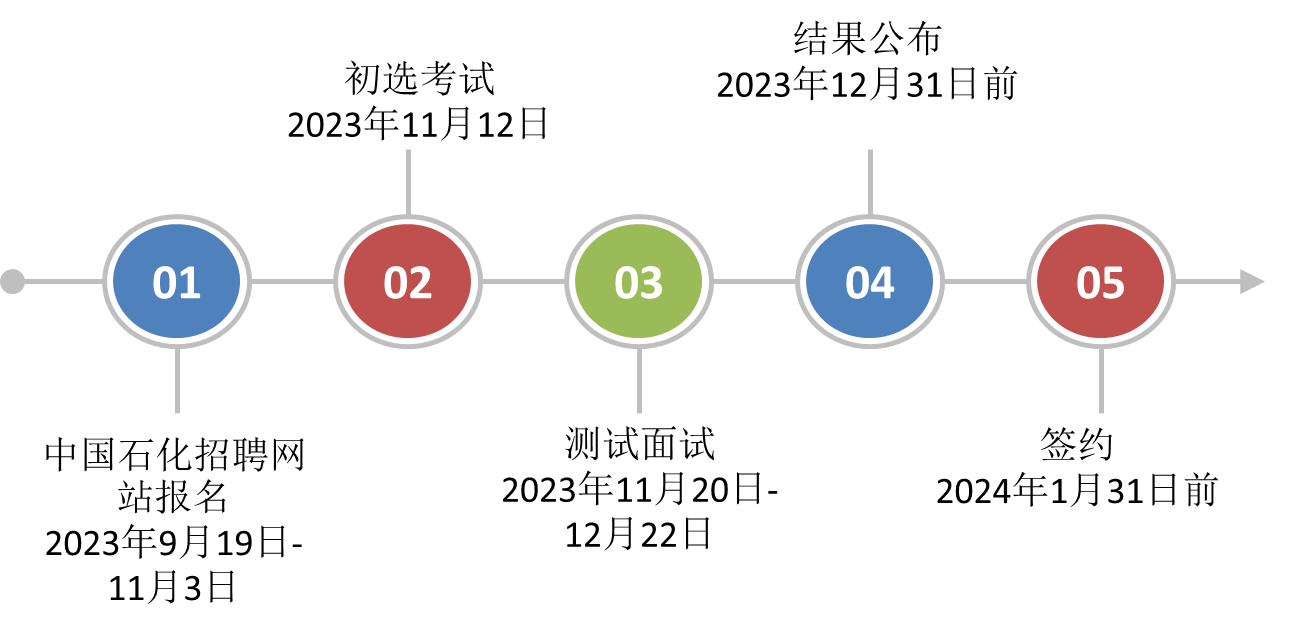 01
中国石化招聘网
站报名
2023年9月19日-
11月3日
初选考试
2023年11月12日
02
03
测试面试
2023年11月20日-
12月22日
结果公布
2023年12月31日前
04
05
签约
2024年1月31日前